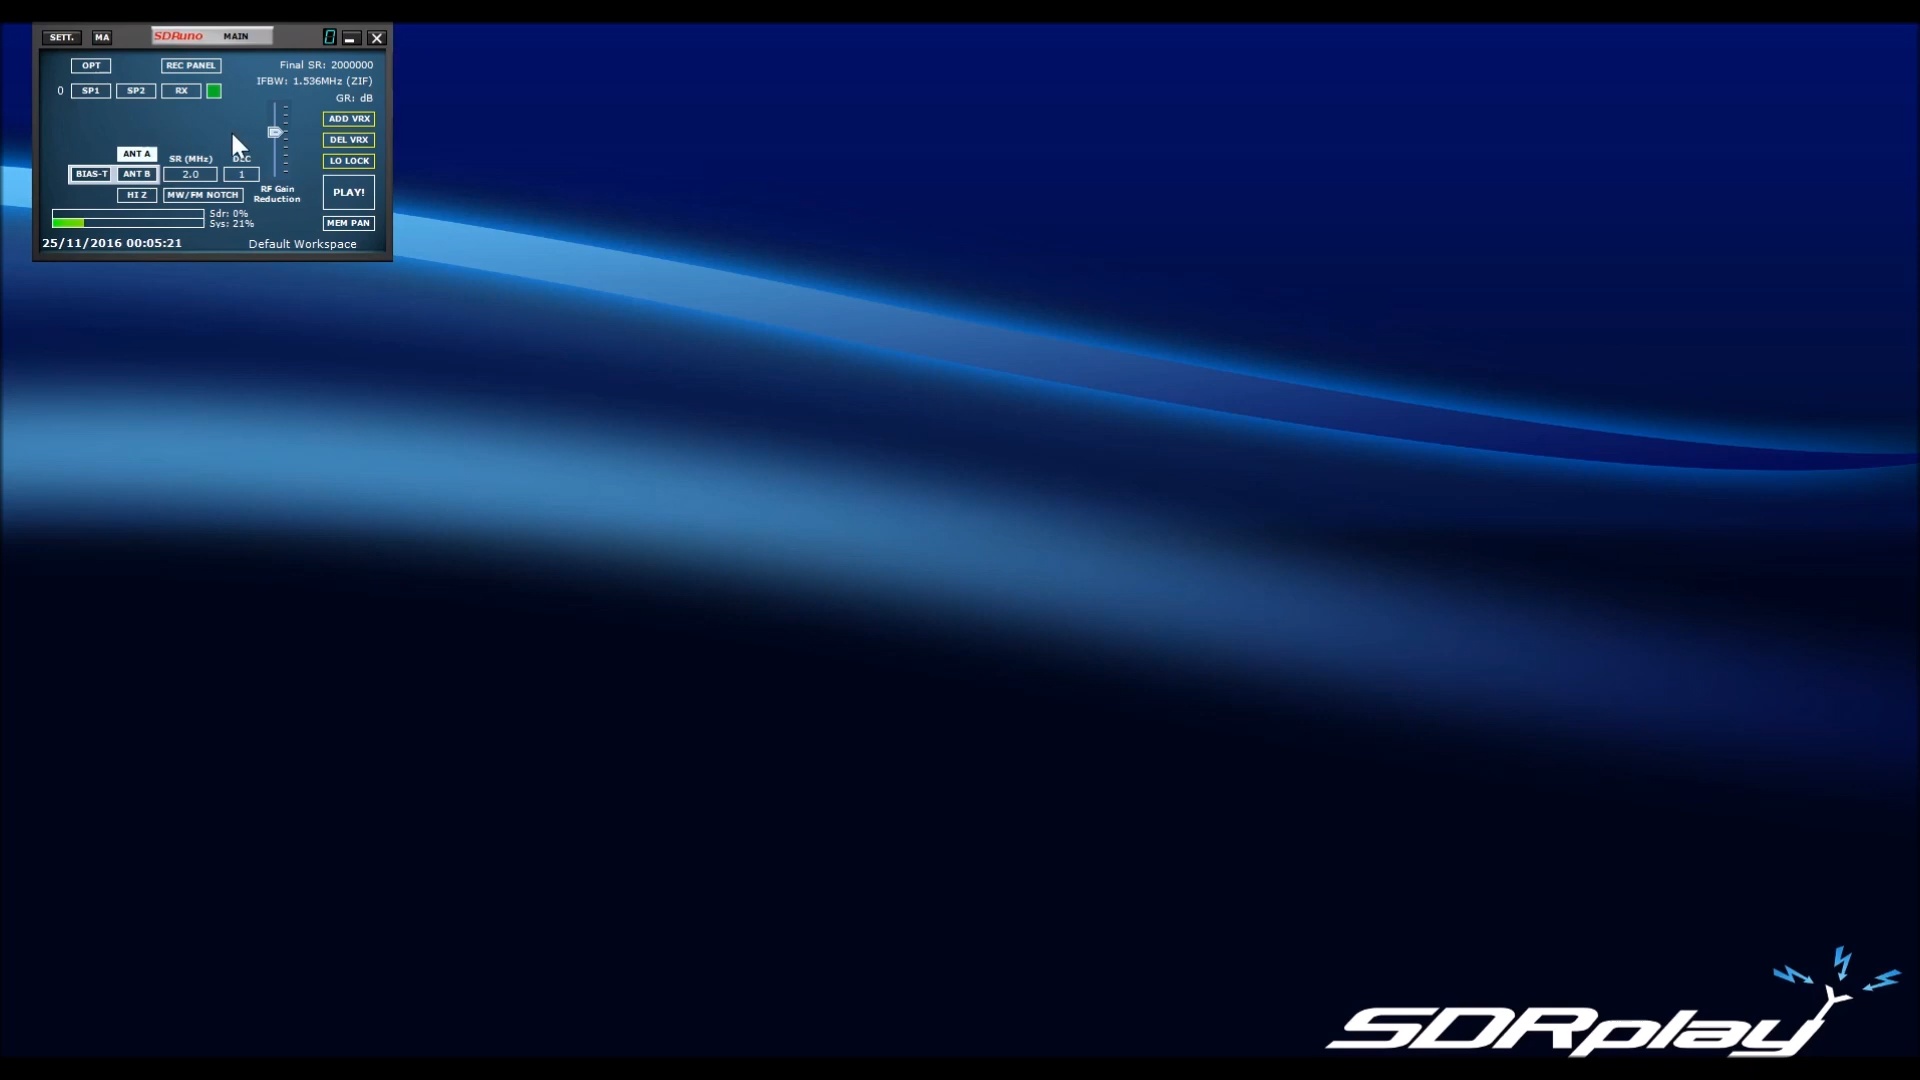 SETT. MA SDRuno MAIN 0
OPT REC PANEL Final SR: 2000000
IFBW: 1.536MHz (ZIF)
0 SP1 SP2 RX GR: dB
ADD VRX
DEL VRX
ANT A SR (MHz) LO LOCK
BIAS-T ANT B 2.0 1
HI Z MW/FM NOTCH RF Gain Reduction PLAY!
Sdr: 0%
Sys: 21% MEM PAN
25/11/2016 00:05:21 Default Workspace
SDRplay